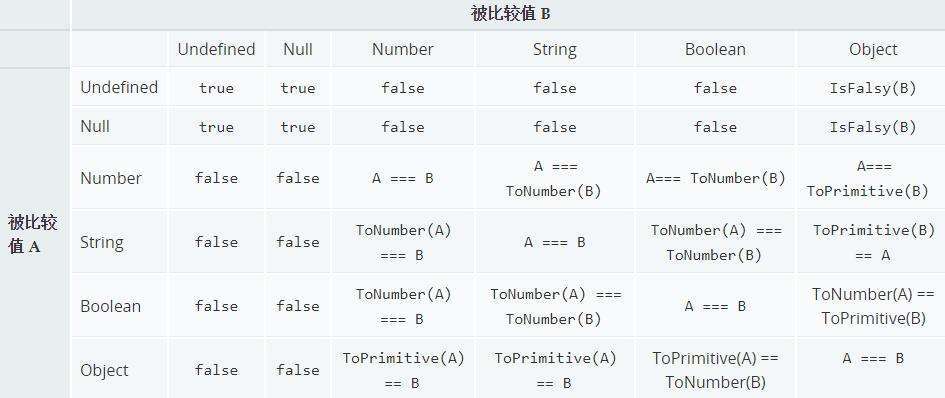 被比较值 B
Undefined Null Number String Boolean Object
Undefined true true false false false IsFalsy(B)
Null true true false false false IsFalsy(B)
Number false false A === B A === ToNumber(B) A=== ToNumber(B) A=== ToPrimitive(B)
被比较值 A
String false false ToNumber(A) === B A === B ToNumber(A) === ToNumber(B) ToPrimitive(B) == A
Boolean false false ToNumber(A) === B ToNumber(A) === ToNumber(B) A === B ToNumber(A) == ToPrimitive(B)
Object false false ToPrimitive(A) == B ToPrimitive(A) == B ToPrimitive(A) == ToNumber(B) A === B